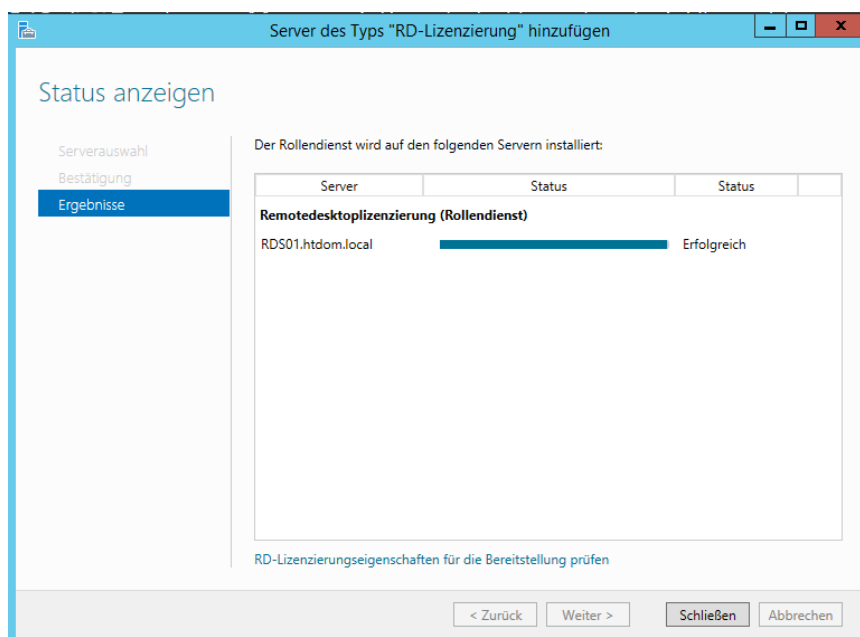 Server des Typs "RD-Lizenzierung" hinzufügen
Status anzeigen
Serverauswahl
Bestätigung
Ergebnisse
Der Rollendienst wird auf den folgenden Servern installiert:
Server Status Status
Remotedesktoplizenzierung (Rollendienst)
RDS01.htdom.local Erfolgreich
RD-Lizenzierungseigenschaften für die Bereitstellung prüfen
< Zurück Weiter > Schließen Abbrechen